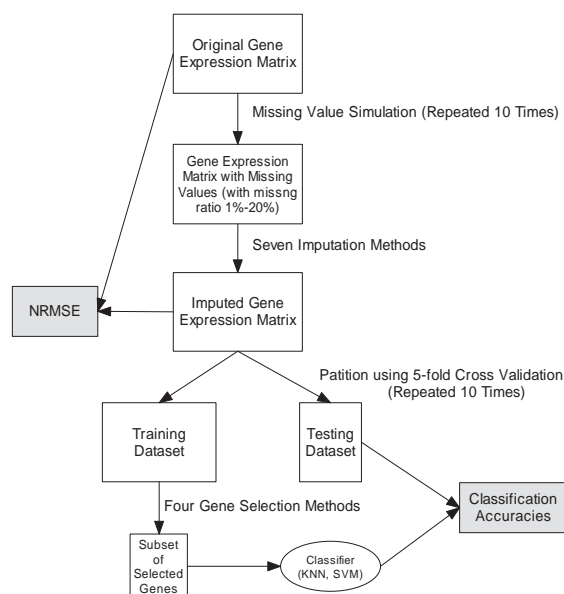 Original Gene
Expression Matrix
Missing Value Simulation (Repeated 10 Times)
Gene Expression
Matrix with Missing
Values (with missng
ratio 1%-20%)
Seven Imputation Methods
NRMSE
Imputed Gene
Expression Matrix
Patition using 5-fold Cross Validation
(Repeated 10 Times)
Training
Dataset
Testing
Dataset
Four Gene Selection Methods
Classification
Accuracies
Subset
of
Selected
Genes
Classifier
(KNN, SVM)